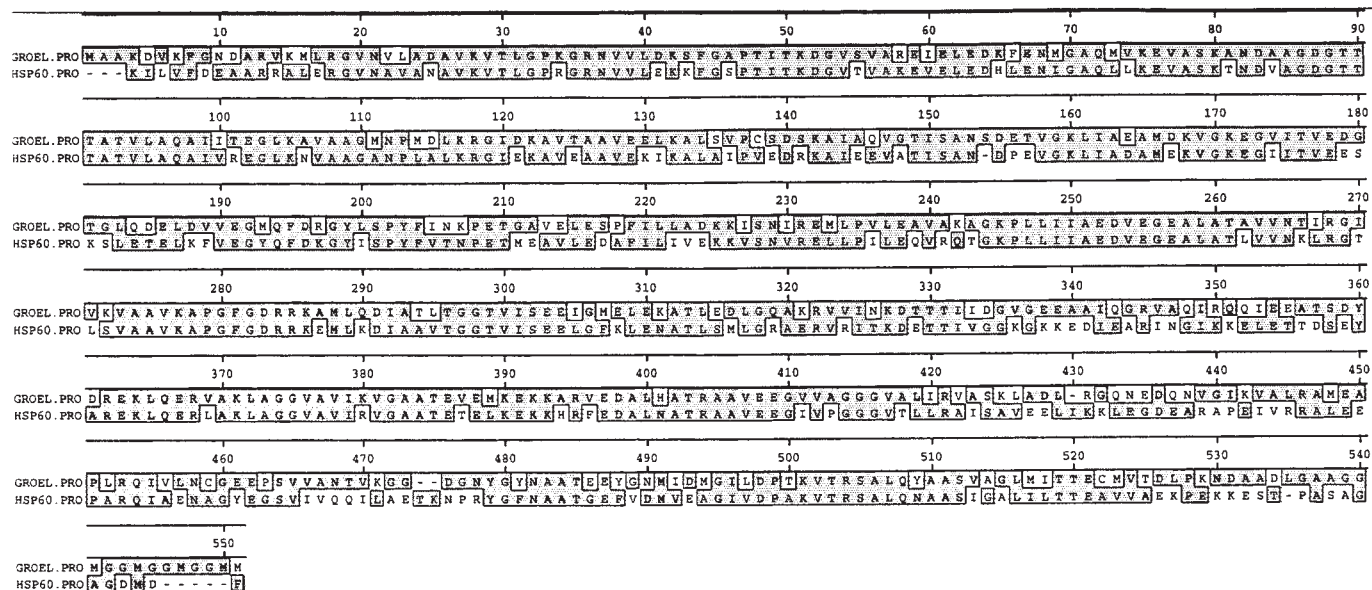 10 20 30 40 50 60 70 80 90
GROEL.PRO MAAKDVKFGNDARVKMLRGVNVLADAVKVTLGPKGRNVVLDKSFGAPTITKDGVSVAREIELEDKFENMGAQMVKEVASKANDAAGDGTT
HSP60.PRO ---KILVFDEAARRALERGVNAVANAVKVTLGPRGRNVVLEKKFGSPTITKDGVTVAKEVELEDHLENIGAQLLKEVASKTNDVAGDGTT
100 110 120 130 140 150 160 170 180
GROEL.PRO TATVLAQAIITEGLKAVAAGMNPMDLKRGIDKAVTAAVEELKALSVPCSDSKAIAQVGTISANSDETVGKLIAEAMDKVGKEGVITVEDG
HSP60.PRO TATVLAQAIVREGLKNVAAGANPLALKRGIEKAVEAAVEKIKALAIPVEDRKAIEEVATISAN-DPEVGKLIADAMEKVGKEGIITVEES
190 200 210 220 230 240 250 260 270
GROEL.PRO TGLQDELDVVEGMQFDRGYLSPYFINKPETGAVELESPFILLADKKISNIREMLPVLEAVAKAGKPLLIIAEDVEGEALATAVVNTIRGI
HSP60.PRO KSLETELKFVEGYQFDKGYISPYFVTNPETMEAVLEDAFILIVEKKVSNVRELLPILEQVRQTGKPLLIIAEDVEGEALATLVVNKLRGT
280 290 300 310 320 330 340 350 360
GROEL.PRO VKVAAVKAPGFGDRRKAMLQDIATLTGGTVISEEIGMELEKATLEDLGQAKRVVINKDTTTLIDGVGEEAAIQGRVAQIRQQIEEATSDY
HSP60.PRO LSVAAVKAPGFGDRRKEMLKDIAAVTGGTVISEELGFKLENATLSMLGRAERVRITKDETTIVGGKGKKEDIEARINGIKKELETTDSEY
370 380 390 400 410 420 430 440 450
GROEL.PRO DREKLQERVAKLAGGVAVIKVGAATEVEMKEKKARVEDALHATRAAVEEGVVAGGGVALIRVASKLADL-RGQNEDQNVGIKVALRAMEA
HSP60.PRO AREKLQERLAKLAGGVAVIRVGAATETELKEKKHRFEDALNATRAAVEEGIVPGGGVTLLRAISAVEELIKKLEGDEARAPEIVRRALEE
460 470 480 490 500 510 520 530 540
GROEL.PRO PLRQIVLNCGEEPSVVANTVKGG--DGNYGYNAATEEYGNMIDMGILDPTKVTRSALQYAASVAGLMITTECMVTDLPKNDAADLGAAGG
HSP60.PRO PARQIAENAGYEGSVIVQQILAETKNPRYGFNAATGEFVDMVEAGIVDPAKVTRSALQNAASIGALILTTEAVVAEKPEKKEST-PASAG
550
GROEL.PRO MGGMGGMGGMM
HSP60.PRO AGDMD-----F